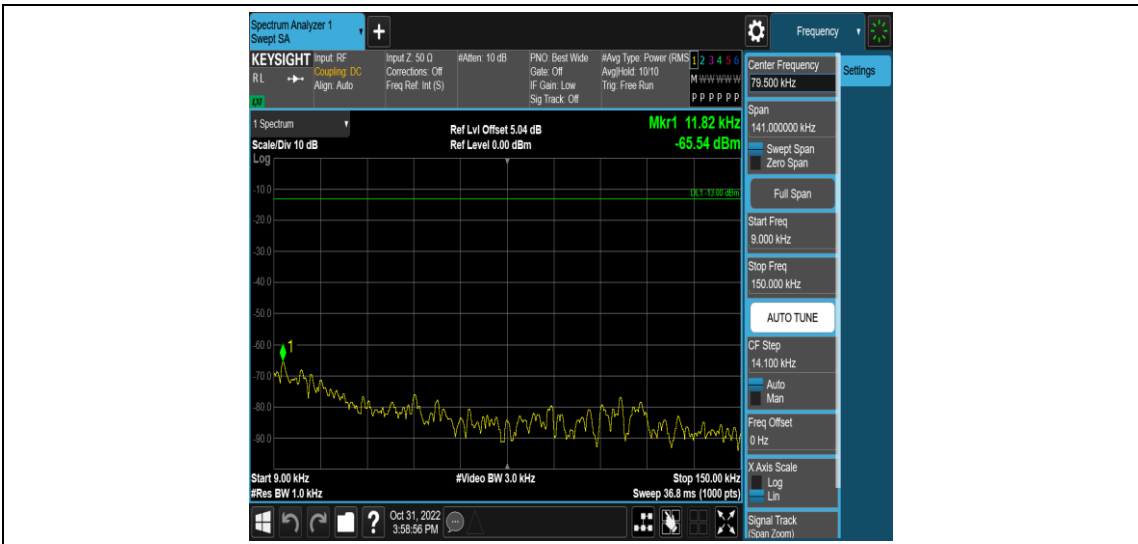 Spectrum Analyzer 1
Swept SA
+
Frequency
KEYSIGHT
R L
LXI
Input: RF
Coupling: DC
Align: Auto
Input Z: 50 Ω
Corrections: Off
Freq Ref: Int (S)
#Atten: 10 dB
PNO: Best Wide
Gate: Off
IF Gain: Low
Sig Track: Off
#Avg Type: Power (RMS
Avg|Hold: 10/10
Trig: Free Run
1 2 3 4 5 6
M W W W W W
P P P P P P
1 Spectrum
Scale/Div 10 dB
Log
Ref Lvl Offset 5.04 dB
Ref Level 0.00 dBm
Mkr1 11.82 kHz
-65.54 dBm
DL1 -13.00 dBm
-10.0
-20.0
-30.0
-40.0
-50.0
-60.0
1
-70.0
-80.0
-90.0
Start 9.00 kHz
#Res BW 1.0 kHz
#Video BW 3.0 kHz
Stop 150.00 kHz
Sweep 36.8 ms (1000 pts)
?
Oct 31, 2022
3:58:56 PM
Center Frequency
79.500 kHz
Settings
Span
141.000000 kHz
Swept Span
Zero Span
Full Span
Start Freq
9.000 kHz
Stop Freq
150.000 kHz
AUTO TUNE
CF Step
14.100 kHz
Auto
Man
Freq Offset
0 Hz
X Axis Scale
Log
Lin
Signal Track
(Span Zoom)